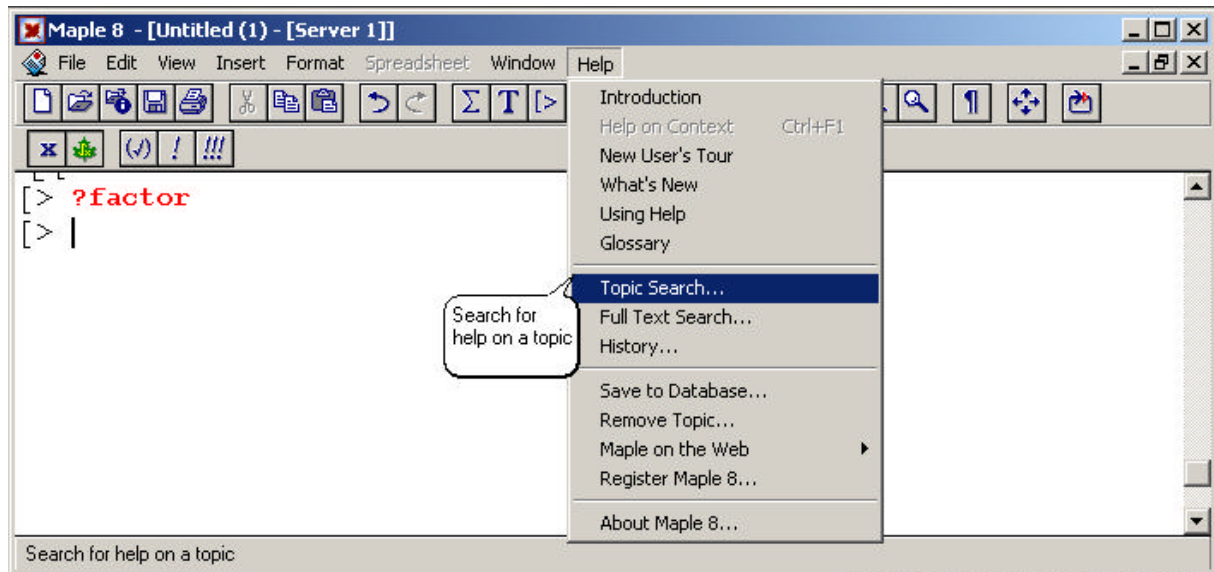 Maple 8 - [Untitled (1) - [Server 1]]
File Edit View Insert Format Spreadsheet Window Help
Σ T [> ¶
x (√) ! !!!
[> ?factor
[>
Introduction
Help on Context Ctrl+F1
New User's Tour
What's New
Using Help
Glossary
Topic Search...
Full Text Search...
History...
Save to Database...
Remove Topic...
Maple on the Web
Register Maple 8...
About Maple 8...
Search for
help on a topic
Search for help on a topic